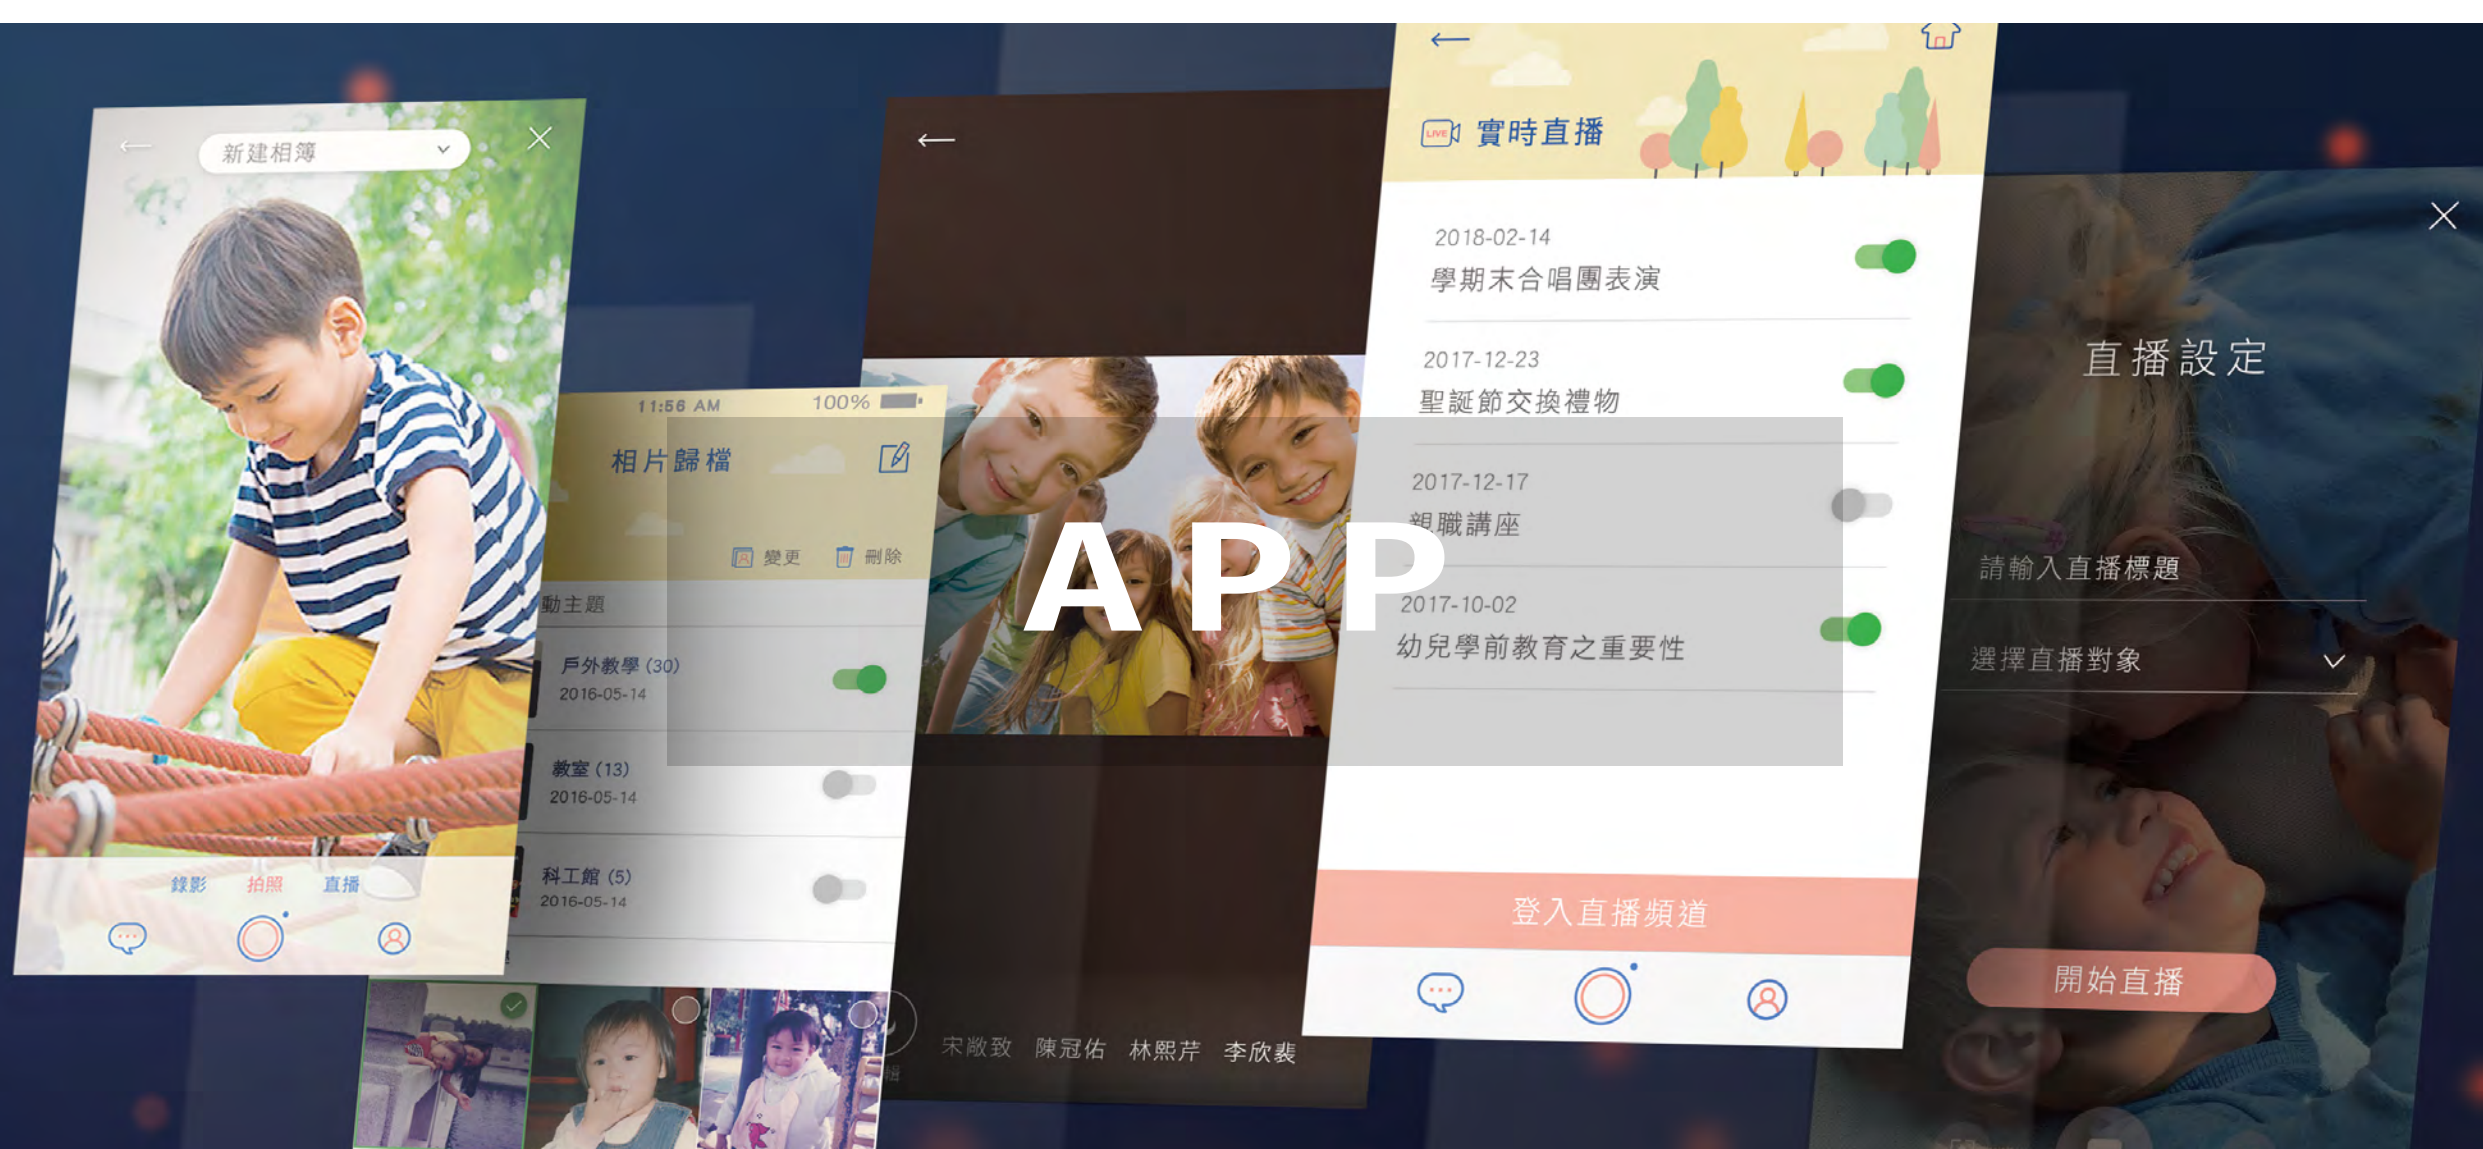 新建相簿
錄影 拍照 直播
11:56 AM 100%
相片歸檔
變更 刪除
動主題
戶外教學 (30)
2016-05-14
教室 (13)
2016-05-14
科工館 (5)
2016-05-14
宋敞致 陳冠佑 林熙芹 李欣裴
APP
LIVE 實時直播
2018-02-14
學期末合唱團表演
2017-12-23
聖誕節交換禮物
2017-12-17
親職講座
2017-10-02
幼兒學前教育之重要性
登入直播頻道
直播設定
請輸入直播標題
選擇直播對象
開始直播